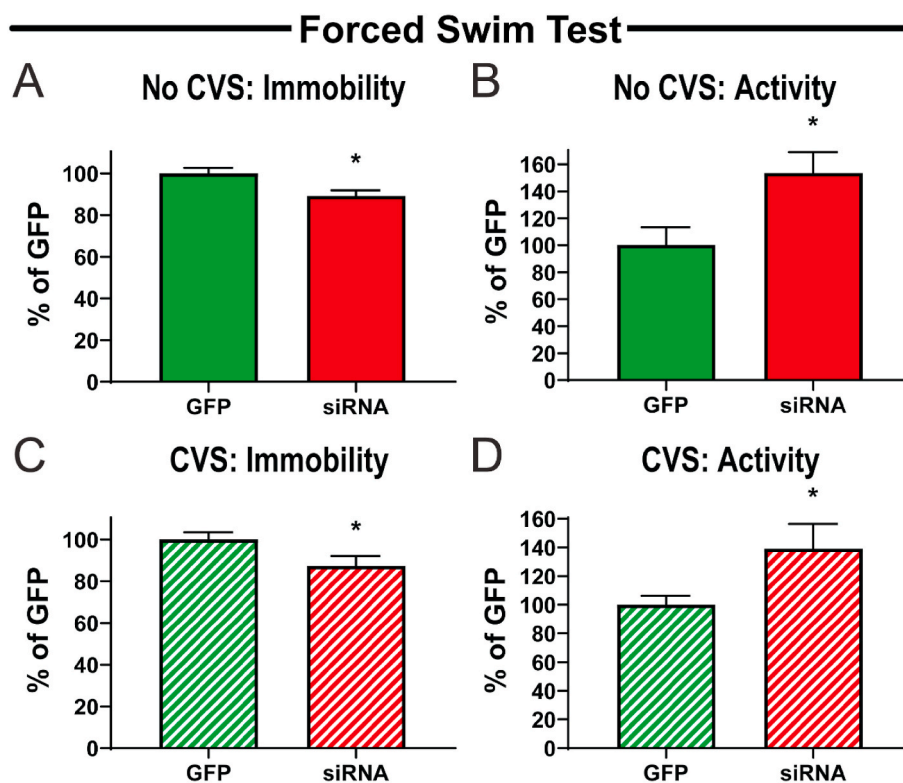 Forced Swim Test
A
No CVS: Immobility
% of GFP
100
80
60
40
20
0
*
GFP siRNA
B
No CVS: Activity
% of GFP
160
140
120
100
80
60
40
20
0
*
GFP siRNA
C
CVS: Immobility
% of GFP
100
80
60
40
20
0
*
GFP siRNA
D
CVS: Activity
% of GFP
160
140
120
100
80
60
40
20
0
*
GFP siRNA